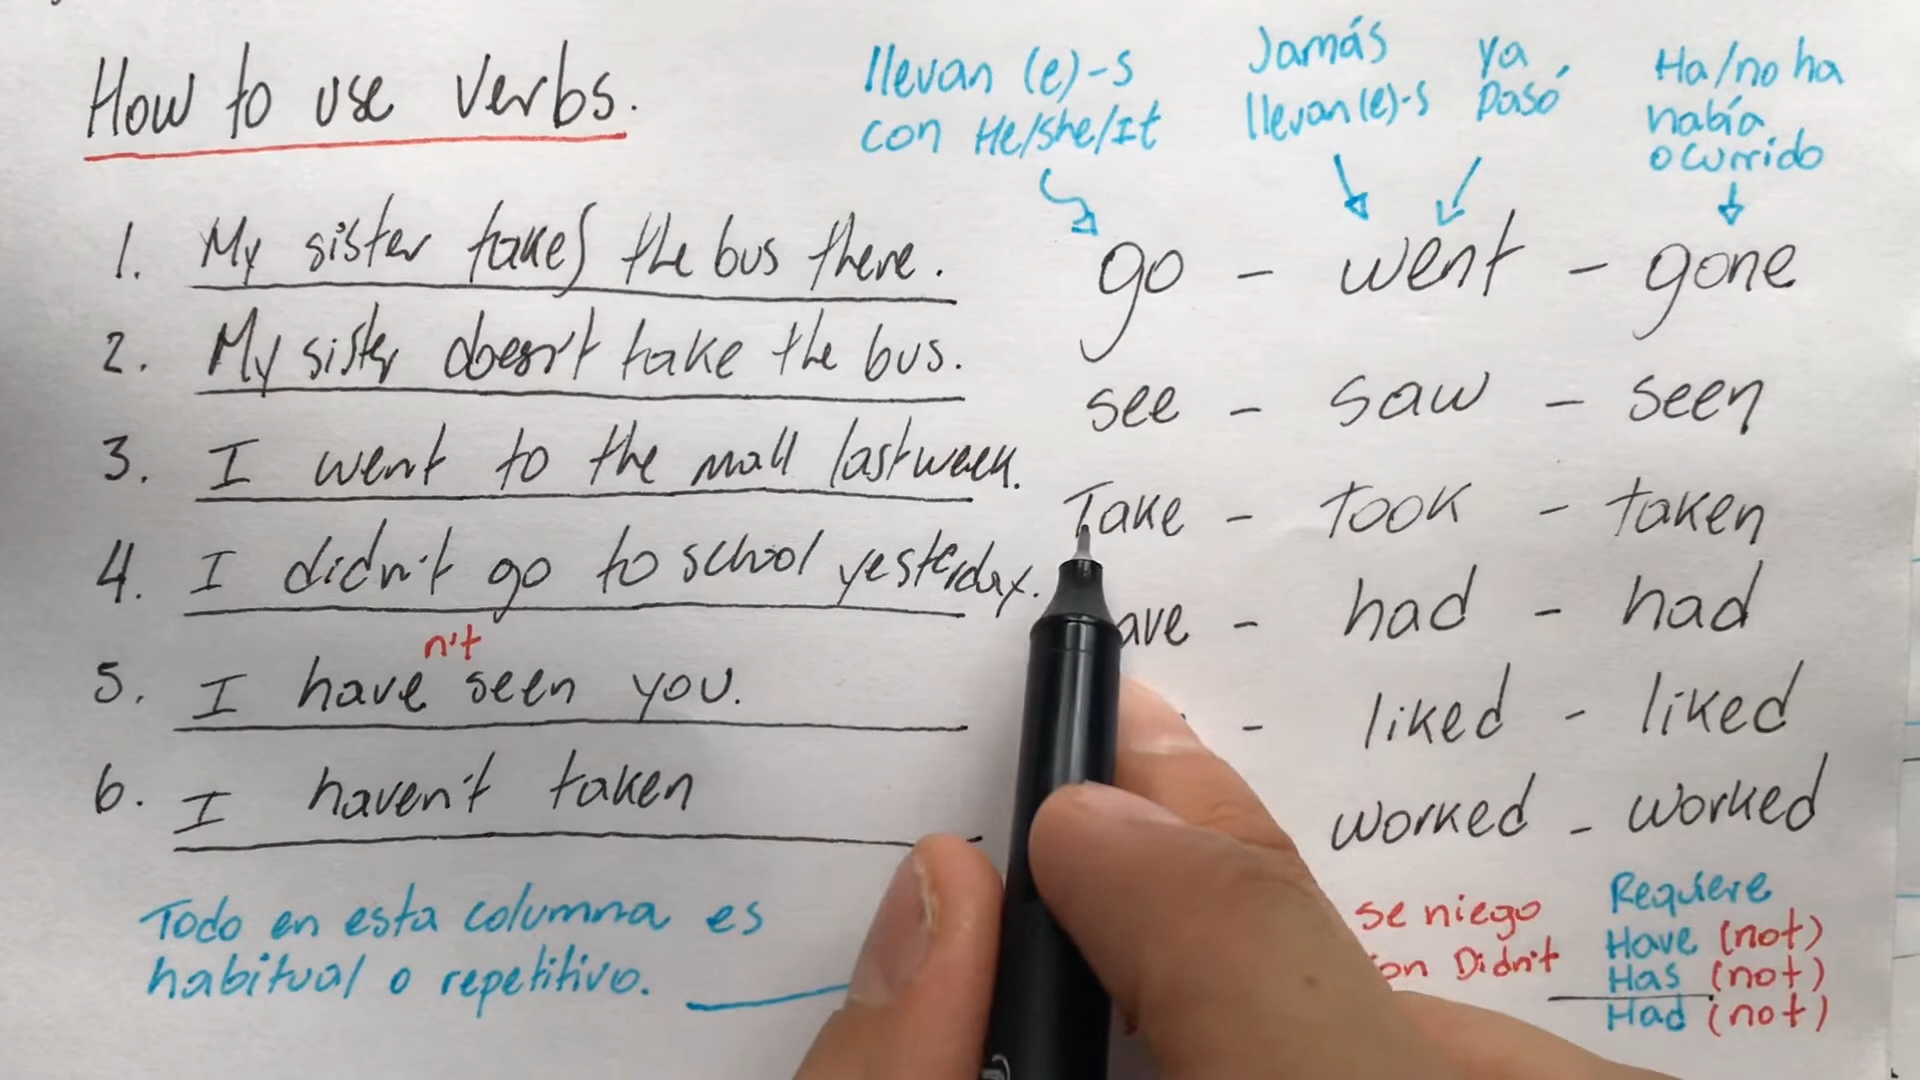 How to use verbs.
1. My sister takes the bus there.
2. My sister doesn't take the bus.
3. I went to the mall last week.
4. I didn't go to school yesterday.
n't
5. I have seen you.
6. I haven't taken
Todo en esta columna es
habitual o repetitivo.
llevan (e)-s
con He/She/It
Jamás
llevan (e)-s
ya
pasó
Ha/no ha
había
ocurrido
go - went - gone
see - saw - seen
Take - took - taken
ave - had - had
- liked - liked
worked - worked
se niego
on Didn't
Requiere
Have (not)
Has (not)
Had (not)